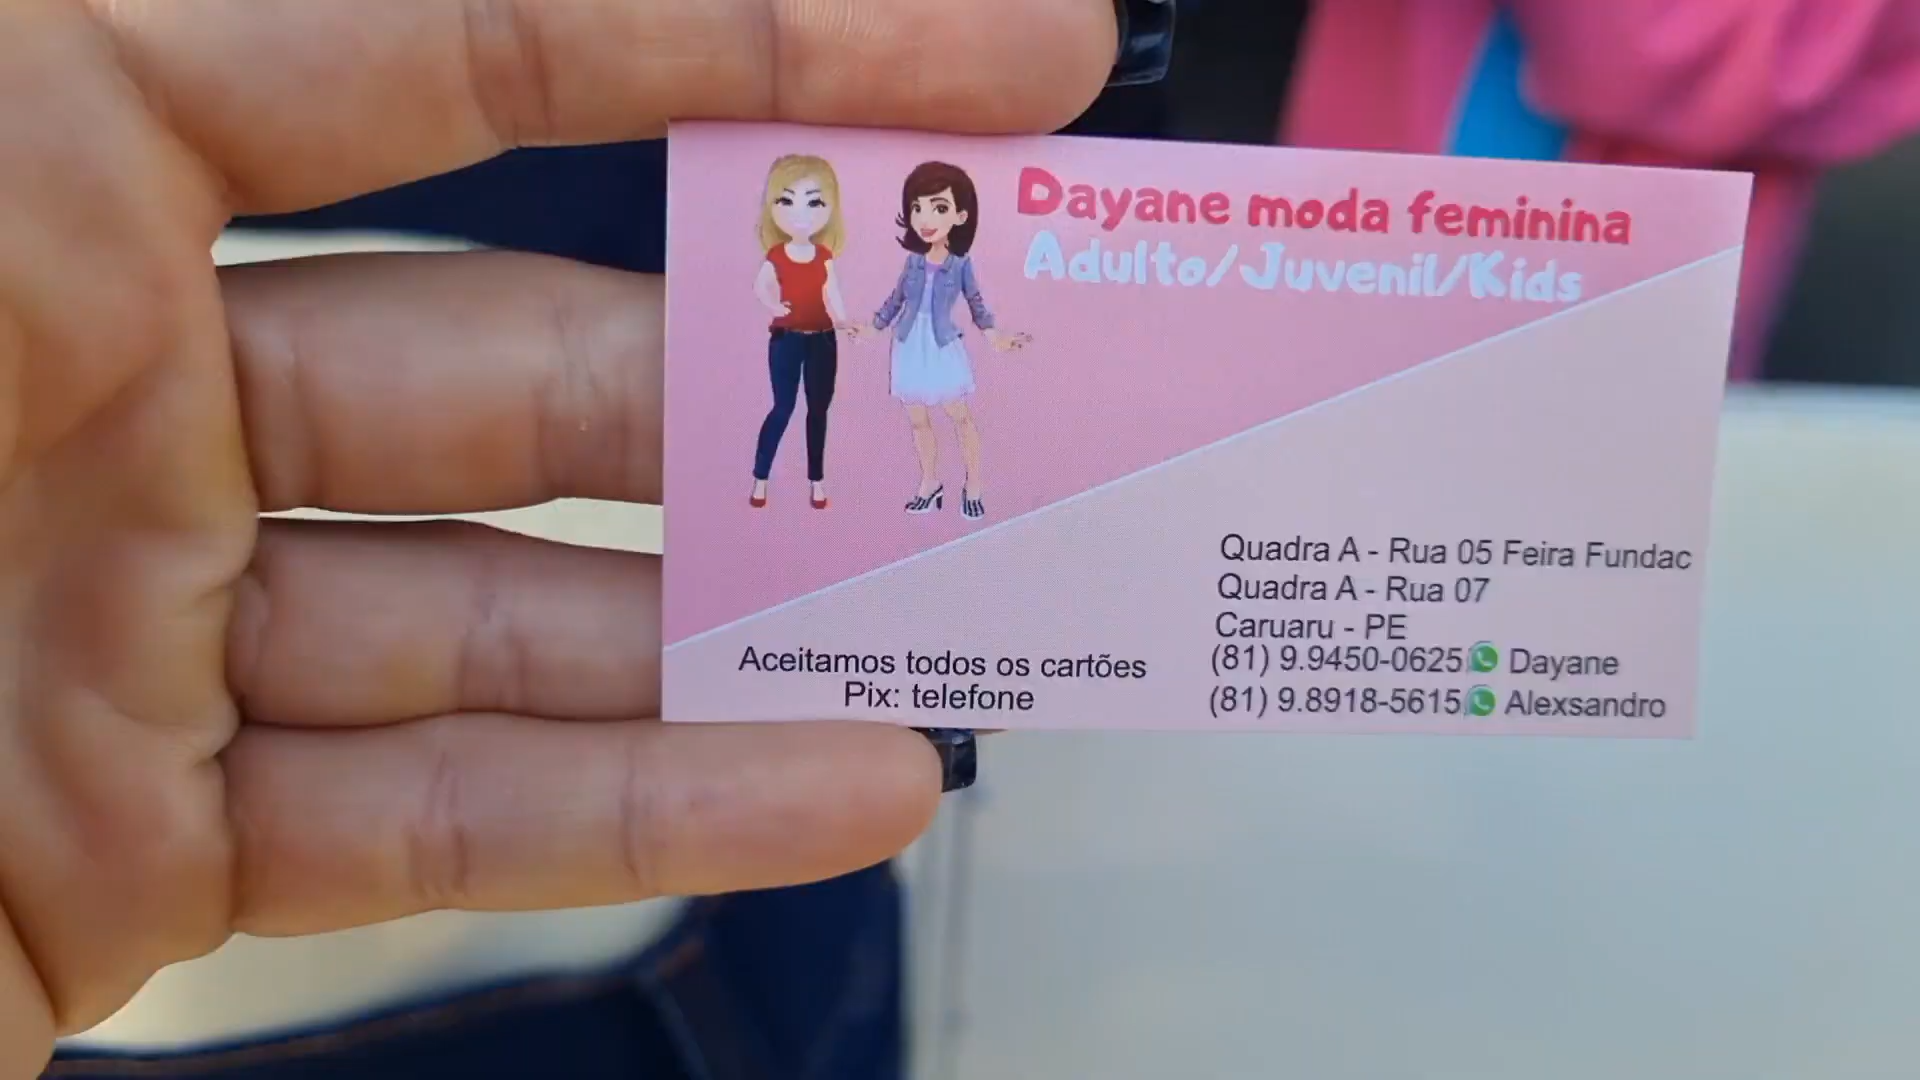 Dayane moda feminina
Adulto/Juvenil/Kids
Quadra A - Rua 05 Feira Fundac
Quadra A - Rua 07
Caruaru - PE
(81) 9.9450-0625 Dayane
(81) 9.8918-5615 Alexsandro
Aceitamos todos os cartões
Pix: telefone